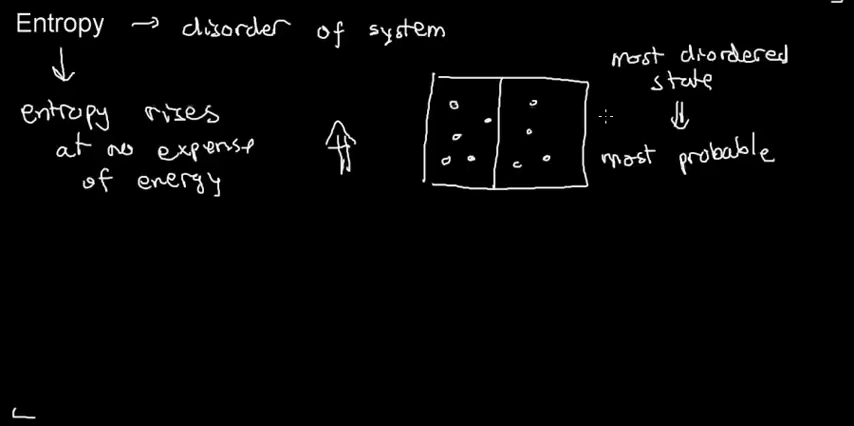 Entropy → disorder of system
entropy rises
at no expense
of energy
most disordered
state
most probable